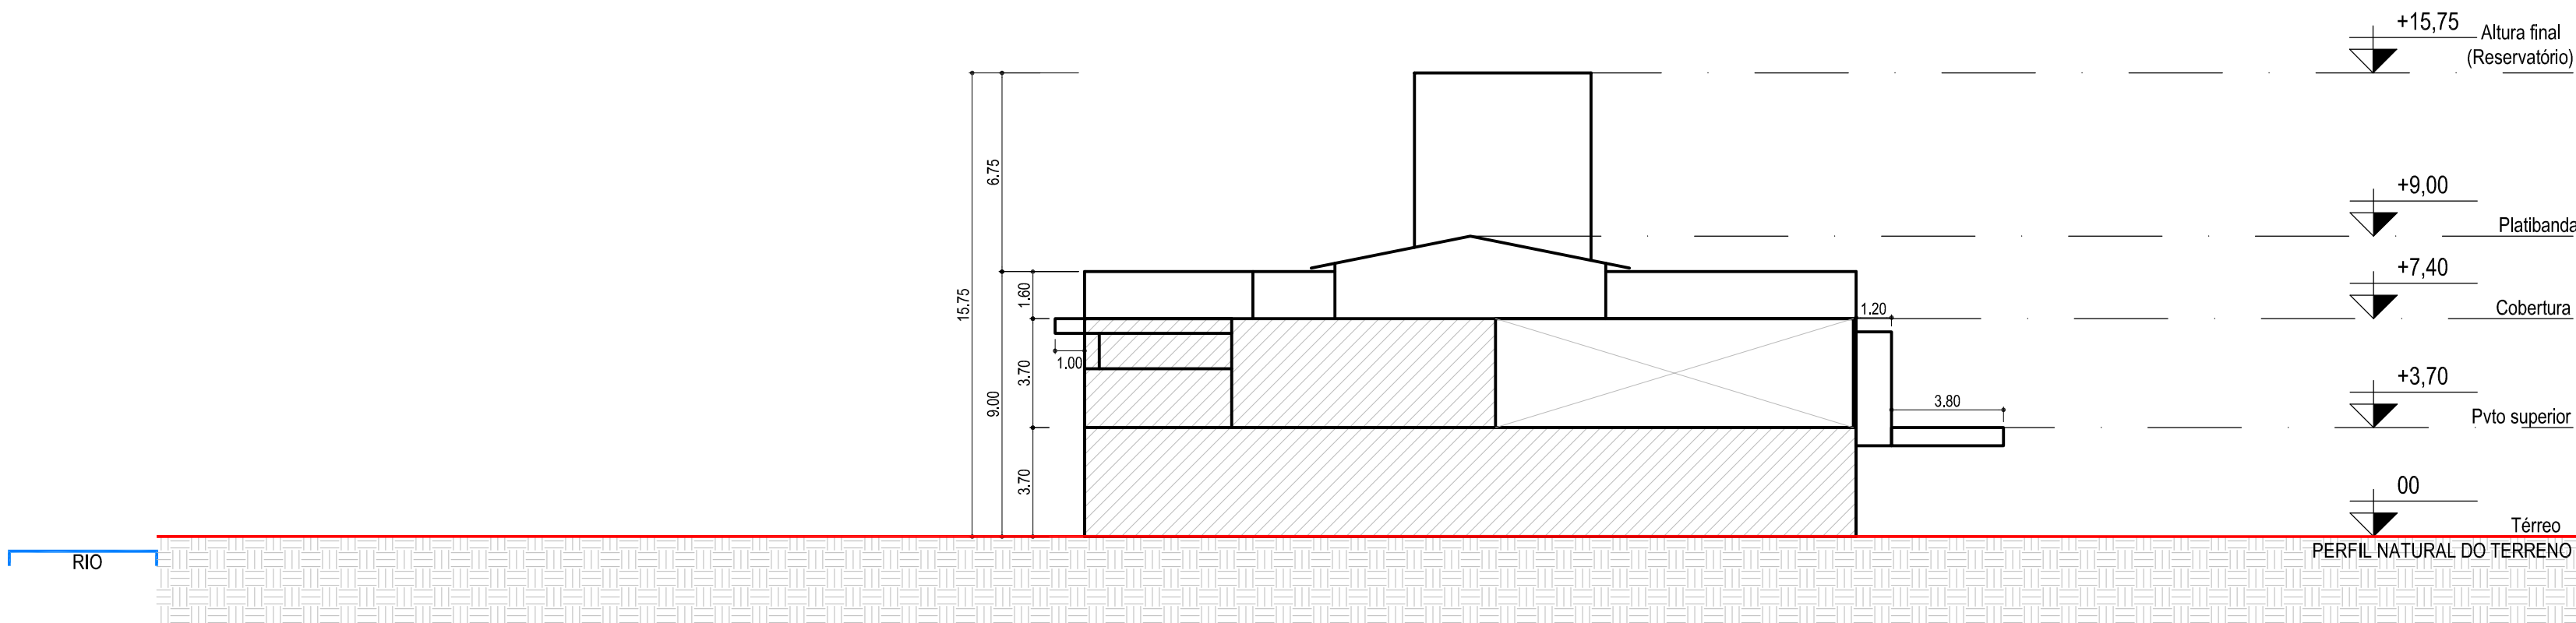 +15,75
Altura final
(Reservatório)
6.75
+9,00
Platibanda
+7,40
Cobertura
15.75
1.60
1.20
1.00
3.70
9.00
+3,70
3.80
Pvto superior
3.70
00
Térreo
PERFIL NATURAL DO TERRENO
RIO